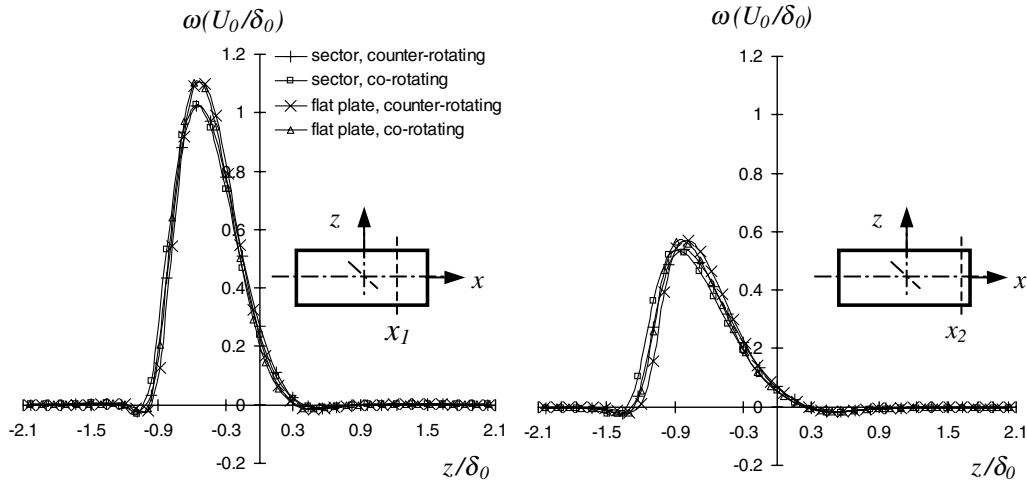 ω(U₀/δ₀)
1.2
1
0.8
0.6
0.4
0.2
0
-0.2
-2.1 -1.5 -0.9 -0.3 0.3 0.9 1.5 2.1
z/δ₀
sector, counter-rotating
sector, co-rotating
flat plate, counter-rotating
flat plate, co-rotating
z
x
x₁
ω(U₀/δ₀)
1.2
1
0.8
0.6
0.4
0.2
0
-0.2
-2.1 -1.5 -0.9 -0.3 0.3 0.9 1.5 2.1
z/δ₀
z
x
x₂